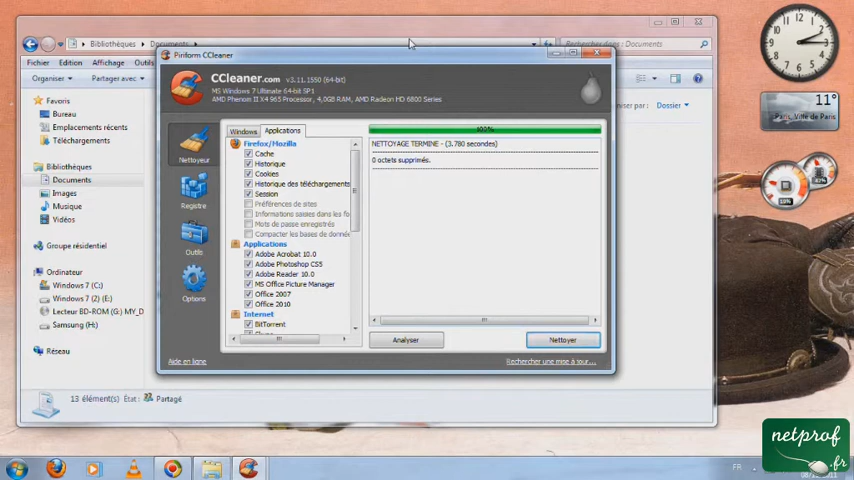 Bibliothèques
Documents
Rechercher dans : Documents
Fichier Edition Affichage
Organiser
Partager avec
Dossier
Favoris
Bureau
Emplacements récents
Téléchargements
Bibliothèques
Documents
Images
Musique
Vidéos
Groupe résidentiel
Ordinateur
Windows 7 (C:)
Windows 7 (2) (E:)
Lecteur BD-ROM (G:) MY_D
Samsung (H:)
Réseau
13 élément(s) État : Partagé
Piriform CCleaner
CCleaner.com v3.11.1550 (64-bit)
MS Windows 7 Ultimate 64-bit SP1
AMD Phenom II X4 965 Processor, 4,0GB RAM, AMD Radeon HD 6800 Series
Nettoyeur
Registre
Outils
Options
Windows Applications
Firefox/Mozilla
Cache
Historique
Cookies
Historique des téléchargements
Session
Préférences de sites
Informations saisies dans les fo
Mots de passe enregistrés
Compacter les bases de donnée
Applications
Adobe Acrobat 10.0
Adobe Photoshop CS5
Adobe Reader 10.0
MS Office Picture Manager
Office 2007
Office 2010
Internet
BitTorrent
100%
NETTOYAGE TERMINE - (3.780 secondes)
0 octets supprimés.
Analyser
Nettoyer
Aide en ligne
Rechercher une mise à jour...
12
11°
Paris, Ville de Paris
FR
netprof
.fr